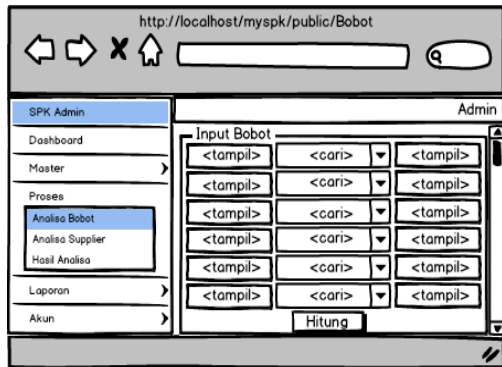 http://localhost/myspk/public/Bobot
SPK Admin
Admin
Dashboard
Master
Proses
Analisa Bobot
Analisa Supplier
Hasil Analisa
Laporan
Akun
Input Bobot
<tampil> <cari> <tampil>
<tampil> <cari> <tampil>
<tampil> <cari> <tampil>
<tampil> <cari> <tampil>
<tampil> <cari> <tampil>
<tampil> <cari> <tampil>
Hitung